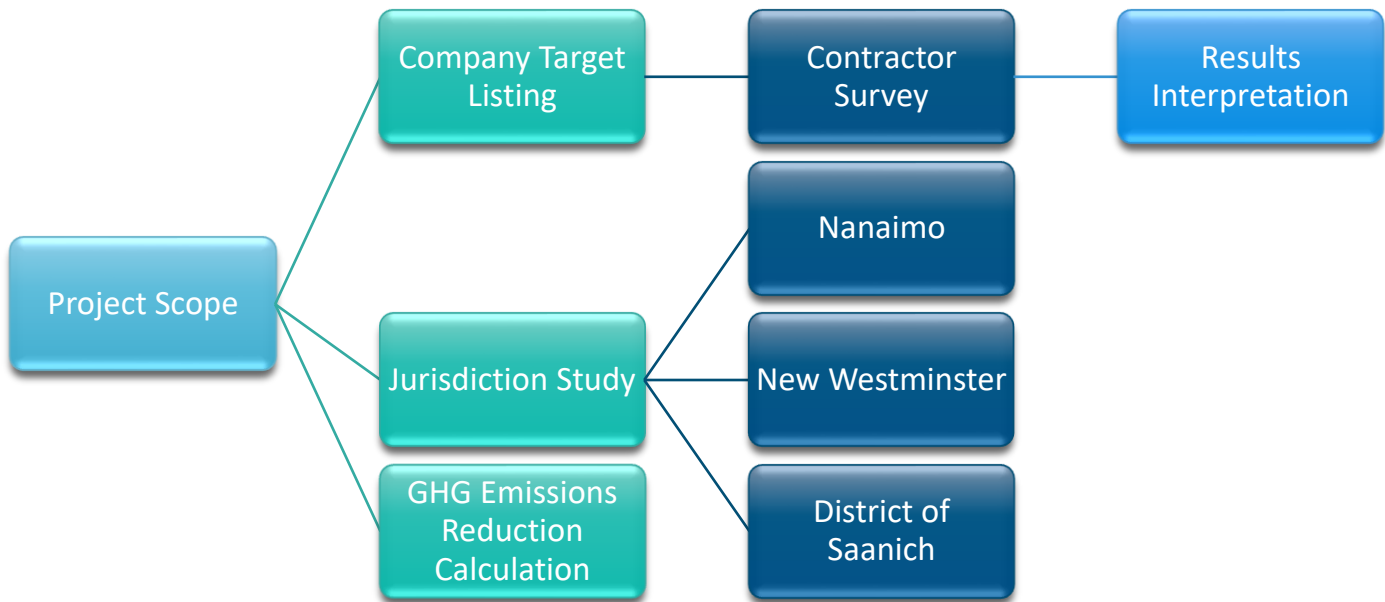 Project Scope
Company Target
Listing
Contractor
Survey
Results
Interpretation
Jurisdiction Study
Nanaimo
New Westminster
District of
Saanich
GHG Emissions
Reduction
Calculation